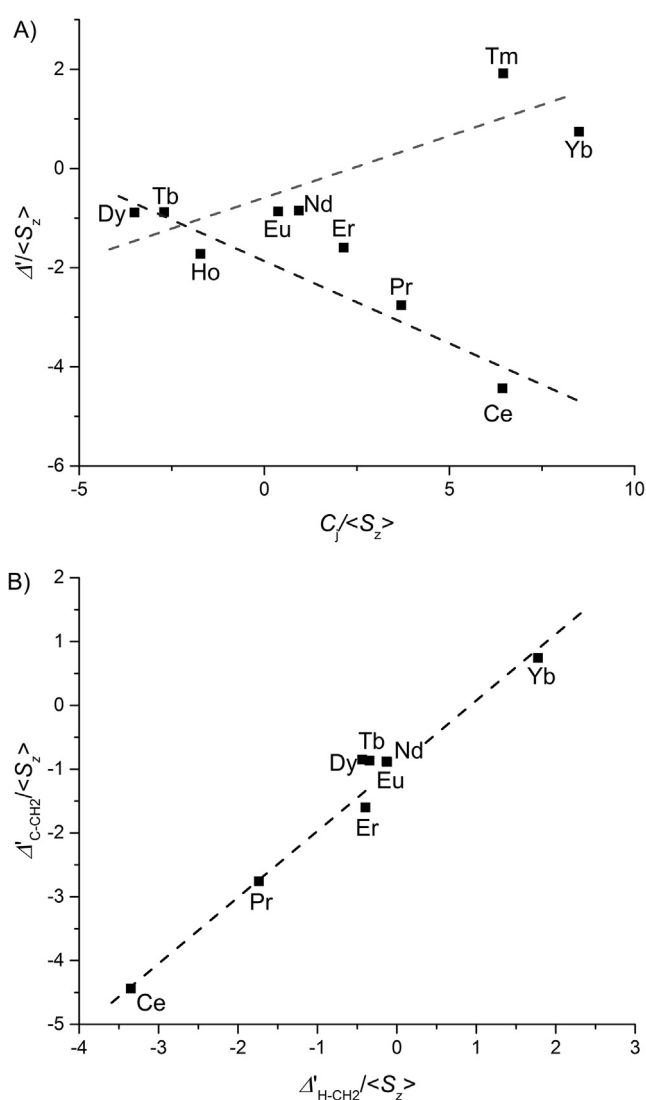 A)
2
0
-2
-4
-6
-5
0
5
10
Δ'/<Sz>
Cj/<Sz>
Tm
Yb
Dy
Tb
Eu
Nd
Er
Ho
Pr
Ce
B)
2
1
0
-1
-2
-3
-4
-5
-4
-3
-2
-1
0
1
2
3
Δ'C-CH2/<Sz>
Δ'H-CH2/<Sz>
Yb
Tb
Nd
Dy
Eu
Er
Pr
Ce